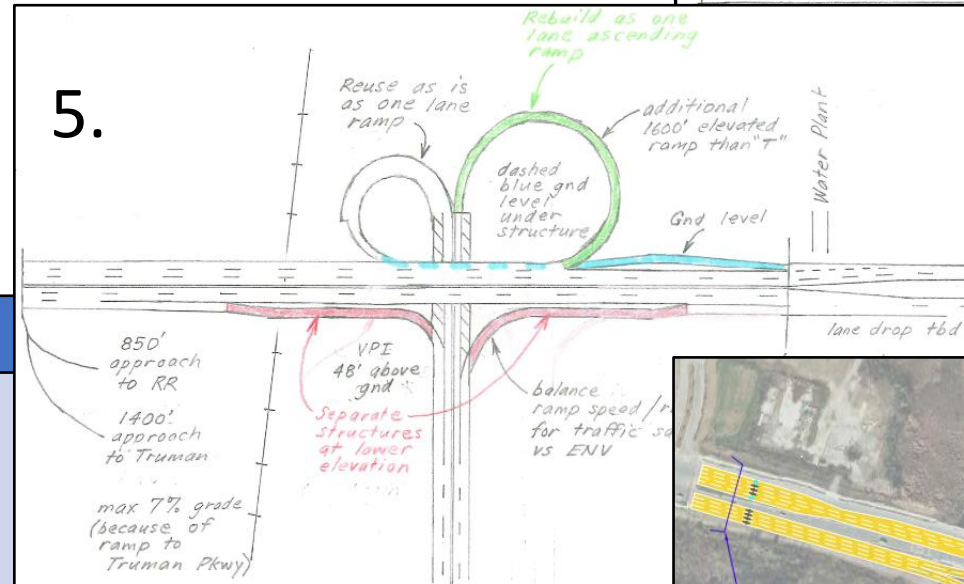 5.
Rebuild as one
lane ascending
ramp
Reuse as is
as one lane
ramp
additional
1600' elevated
ramp than "T"
Water Plant
dashed
blue gnd
level
under
structure
Gnd level
lane drop tbd
850'
approach
to RR
1400'
approach
to Truman
max 7% grade
(because of
ramp to
Truman Pkwy)
VPI
48' above
gnd
Separate
structures
at lower
elevation
balance
ramp speed /
for traffic
vs ENV